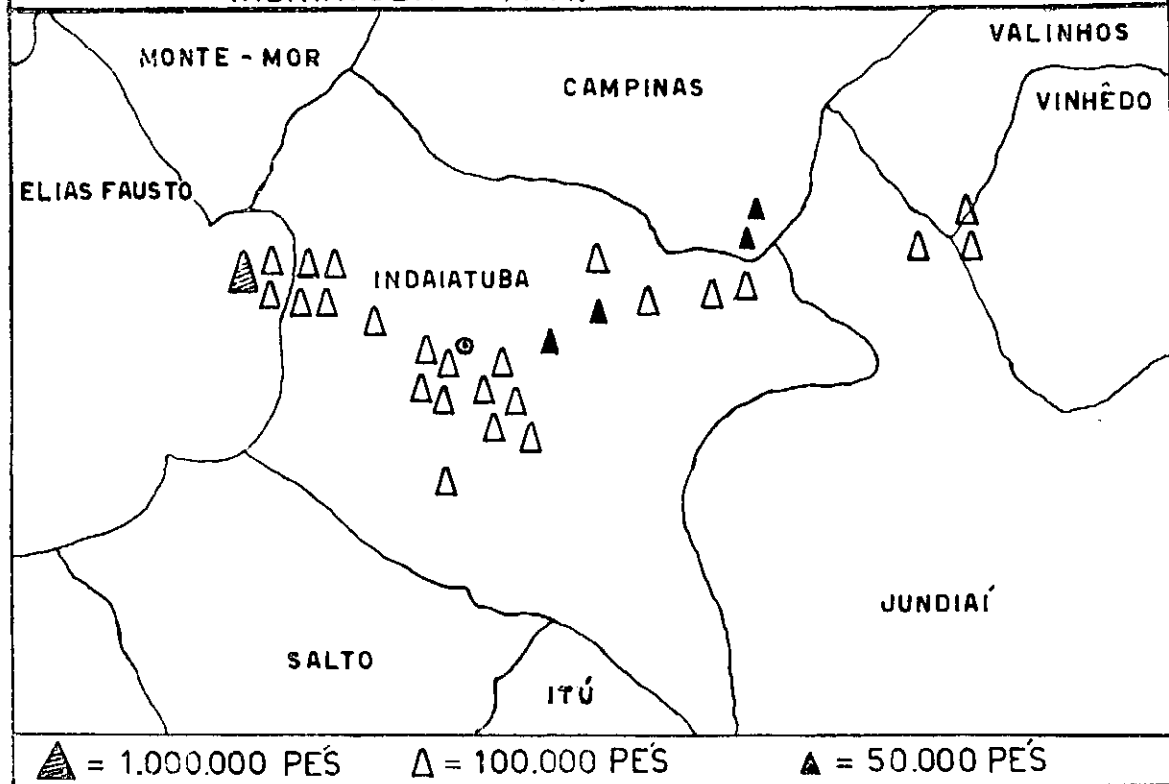 MONTE - MOR
CAMPINAS
VALINHOS
VINHÊDO
ELIAS FAUSTO
INDAIATUBA
JUNDIAÍ
SALTO
ITÚ
= 1.000.000 PÉS
= 100.000 PÉS
= 50.000 PÉS